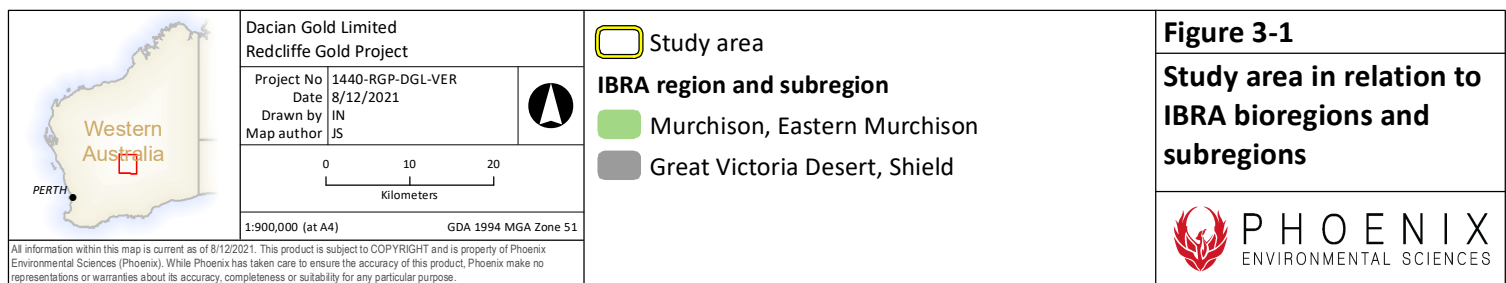 Western
Australia
PERTH
Dacian Gold Limited
Redcliffe Gold Project
Project No 1440-RGP-DGL-VER
Date 8/12/2021
Drawn by IN
Map author JS
0 10 20
Kilometers
1:900,000 (at A4) GDA 1994 MGA Zone 51
All information within this map is current as of 8/12/2021. This product is subject to COPYRIGHT and is property of Phoenix
Environmental Sciences (Phoenix). While Phoenix has taken care to ensure the accuracy of this product, Phoenix make no
representations or warranties about its accuracy, completeness or suitability for any particular purpose.
Study area
IBRA region and subregion
Murchison, Eastern Murchison
Great Victoria Desert, Shield
Figure 3-1
Study area in relation to
IBRA bioregions and
subregions
PHOENIX
ENVIRONMENTAL SCIENCES